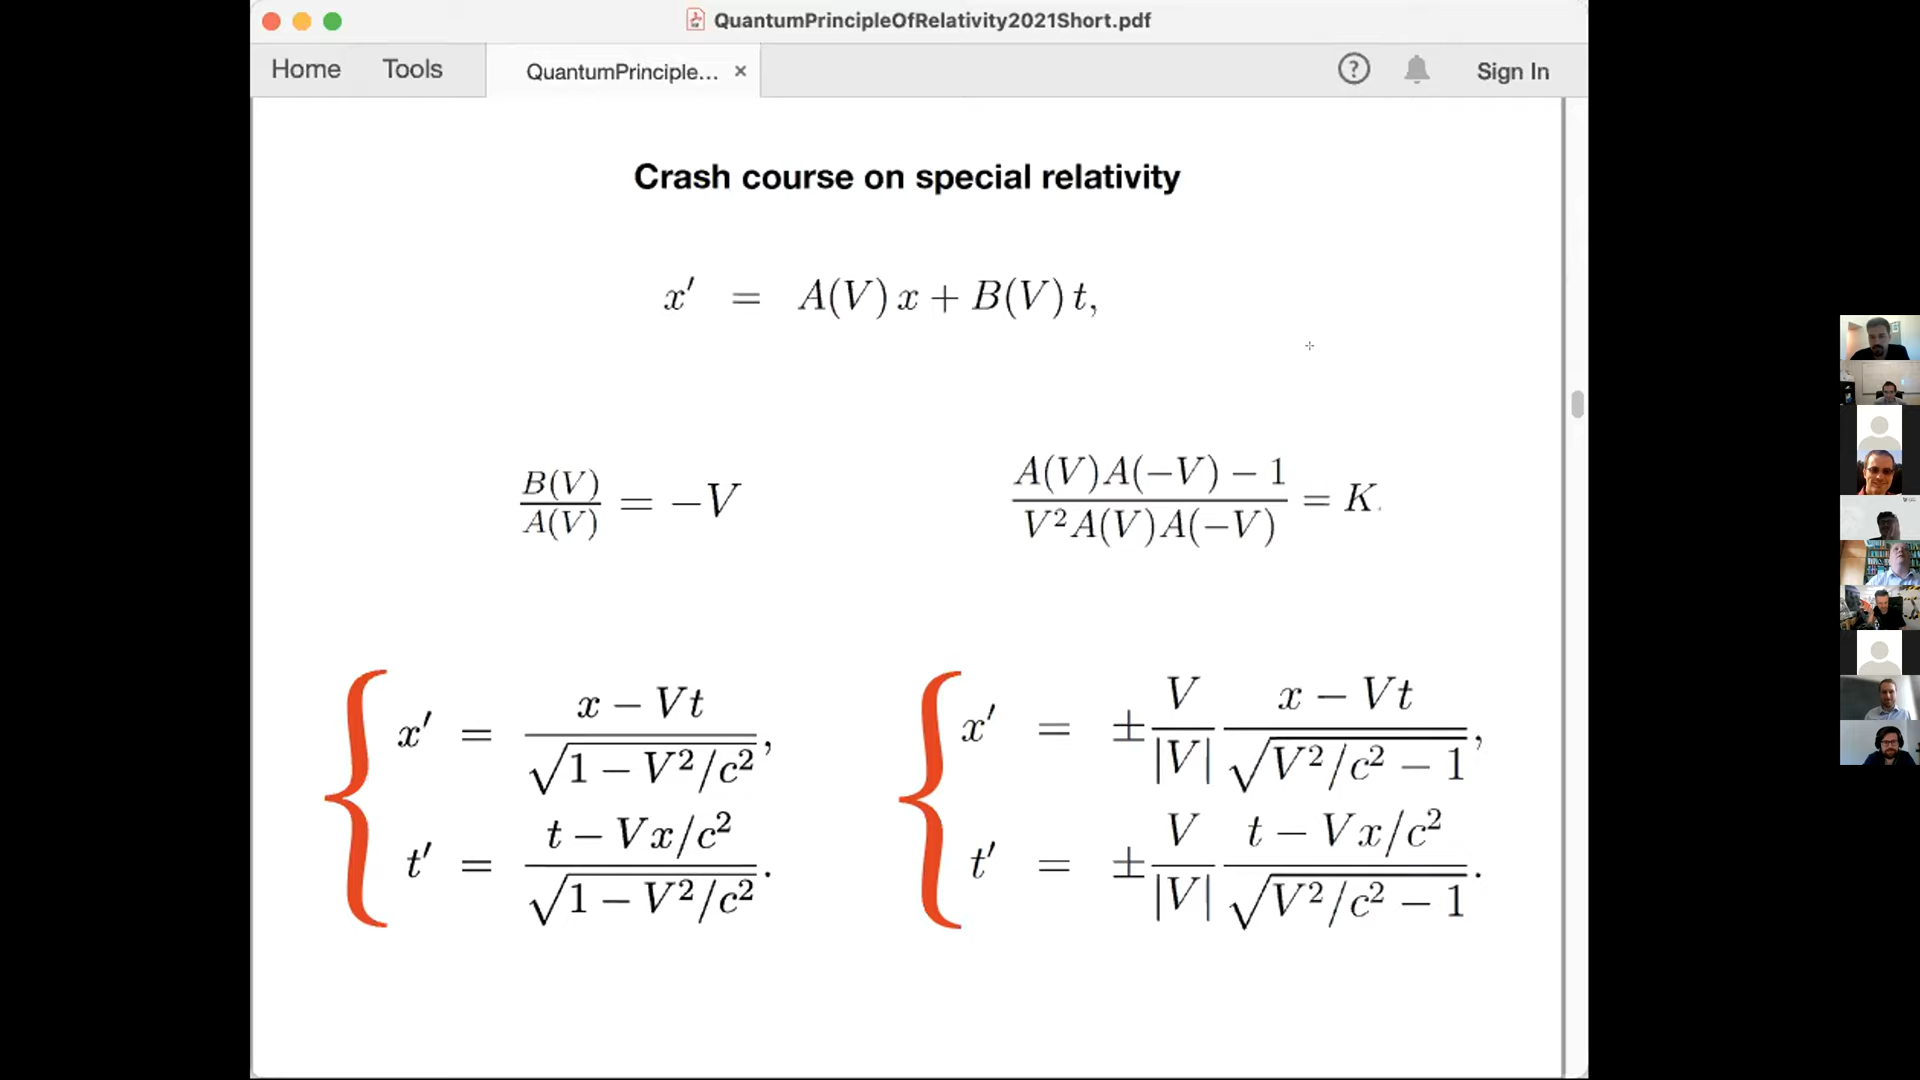 QuantumPrincipleOfRelativity2021Short.pdf
Home Tools QuantumPrinciple... × ? Sign In
Crash course on special relativity
x′ = A(V) x + B(V) t,
B(V)/A(V) = −V
(A(V)A(−V) − 1)/(V²A(V)A(−V)) = K.
x′ = (x − Vt)/√(1 − V²/c²),
t′ = (t − Vx/c²)/√(1 − V²/c²).
x′ = ± V/|V| (x − Vt)/√(V²/c² − 1),
t′ = ± V/|V| (t − Vx/c²)/√(V²/c² − 1).